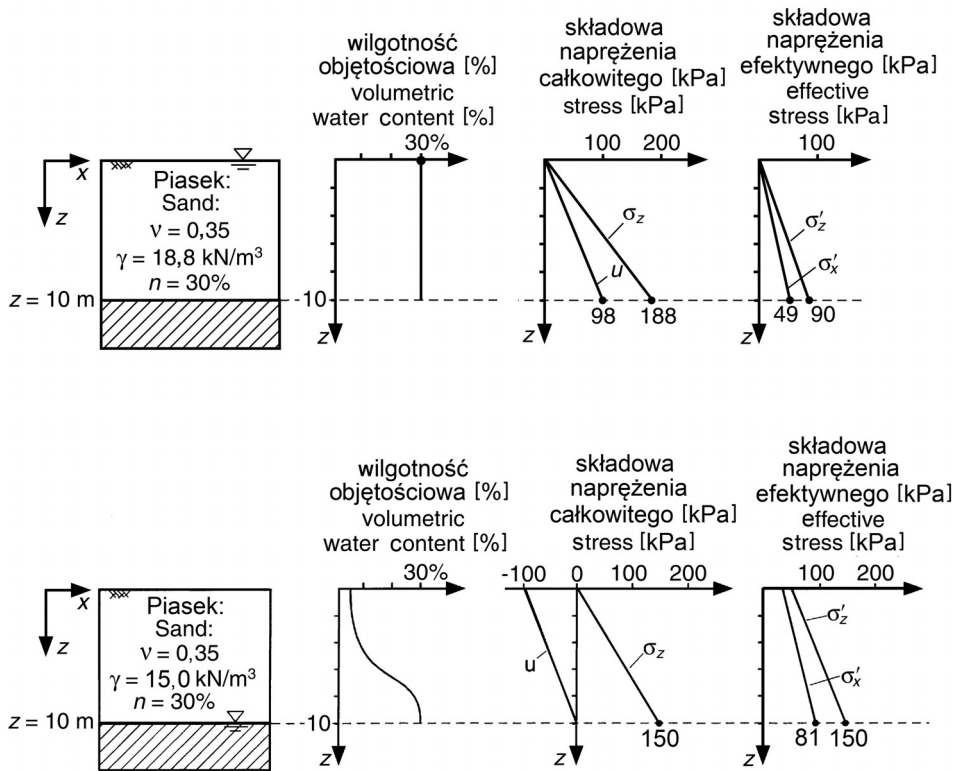 wilgotność
objętościowa [%]
volumetric
water content [%]
30%
składowa
naprężenia
całkowitego [kPa]
stress [kPa]
100 200
składowa
naprężenia
efektywnego [kPa]
effective
stress [kPa]
100
x
z
Piasek:
Sand:
ν = 0,35
γ = 18,8 kN/m³
n = 30%
z = 10 m
10
z
σz
u
98 188
z
σ′z
σ′x
49 90
z
wilgotność
objętościowa [%]
volumetric
water content [%]
30%
składowa
naprężenia
całkowitego [kPa]
stress [kPa]
-100 0 100 200
składowa
naprężenia
efektywnego [kPa]
effective
stress [kPa]
100 200
x
z
Piasek:
Sand:
ν = 0,35
γ = 15,0 kN/m³
n = 30%
z = 10 m
10
z
u
σz
150
z
σ′z
σ′x
81 150
z